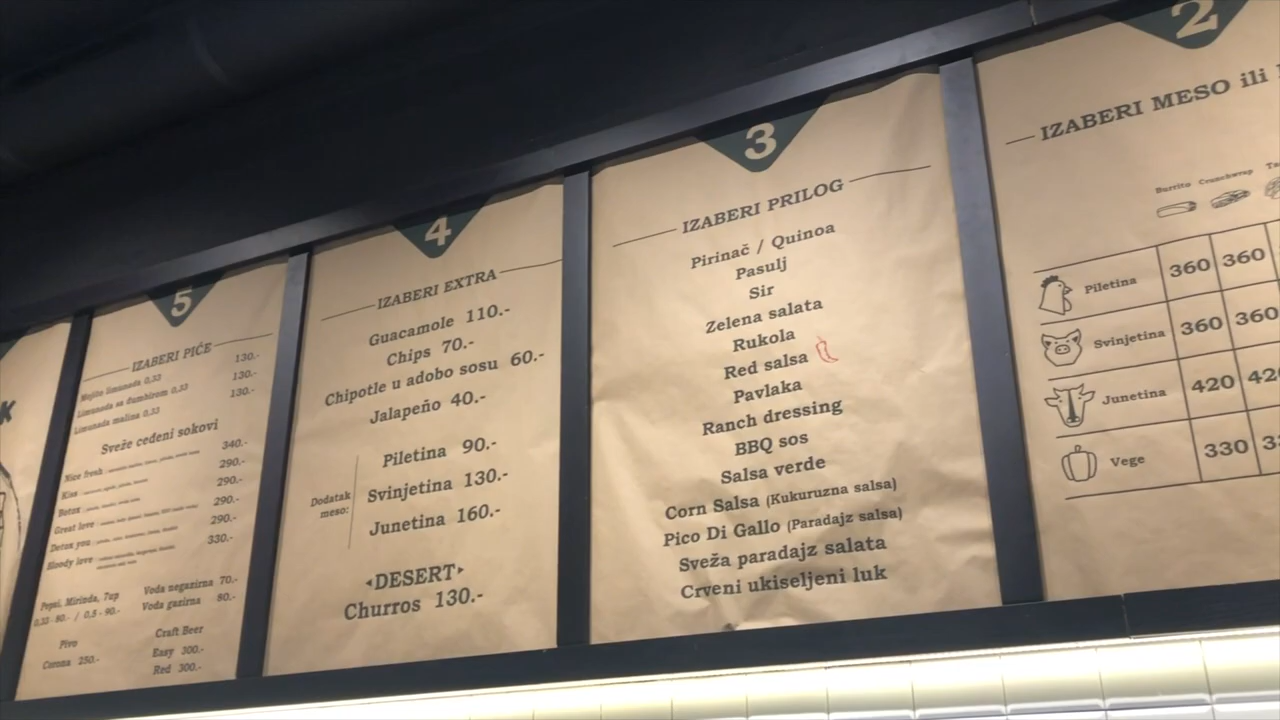 K
5
IZABERI PIĆE
Mojito limunada 0,33 130.-
Limunada sa đumbirom 0,33 130.-
Limunada malina 0,33 130.-
Sveže ceđeni sokovi
Nice fresh 340.-
Kiss 290.-
Detox 290.-
Great love 290.-
Detox you 290.-
Bloody love 330.-
Pepsi, Mirinda, 7up
0,33 - 80.- / 0,5 - 90.-
Voda negazirna 70.-
Voda gazirna 80.-
Pivo
Corona 250.-
Craft Beer
Easy 300.-
Red 300.-
4
IZABERI EXTRA
Guacamole 110.-
Chips 70.-
Chipotle u adobo sosu 60.-
Jalapeño 40.-
Dodatak
meso:
Piletina 90.-
Svinjetina 130.-
Junetina 160.-
DESERT
Churros 130.-
3
IZABERI PRILOG
Pirinač / Quinoa
Pasulj
Sir
Zelena salata
Rukola
Red salsa
Pavlaka
Ranch dressing
BBQ sos
Salsa verde
Corn Salsa (Kukuruzna salsa)
Pico Di Gallo (Paradajz salsa)
Sveža paradajz salata
Crveni ukiseljeni luk
2
IZABERI MESO ili
Burrito Crunchwrap Ta
Piletina 360 360
Svinjetina 360 360
Junetina 420 420
Vege 330 33